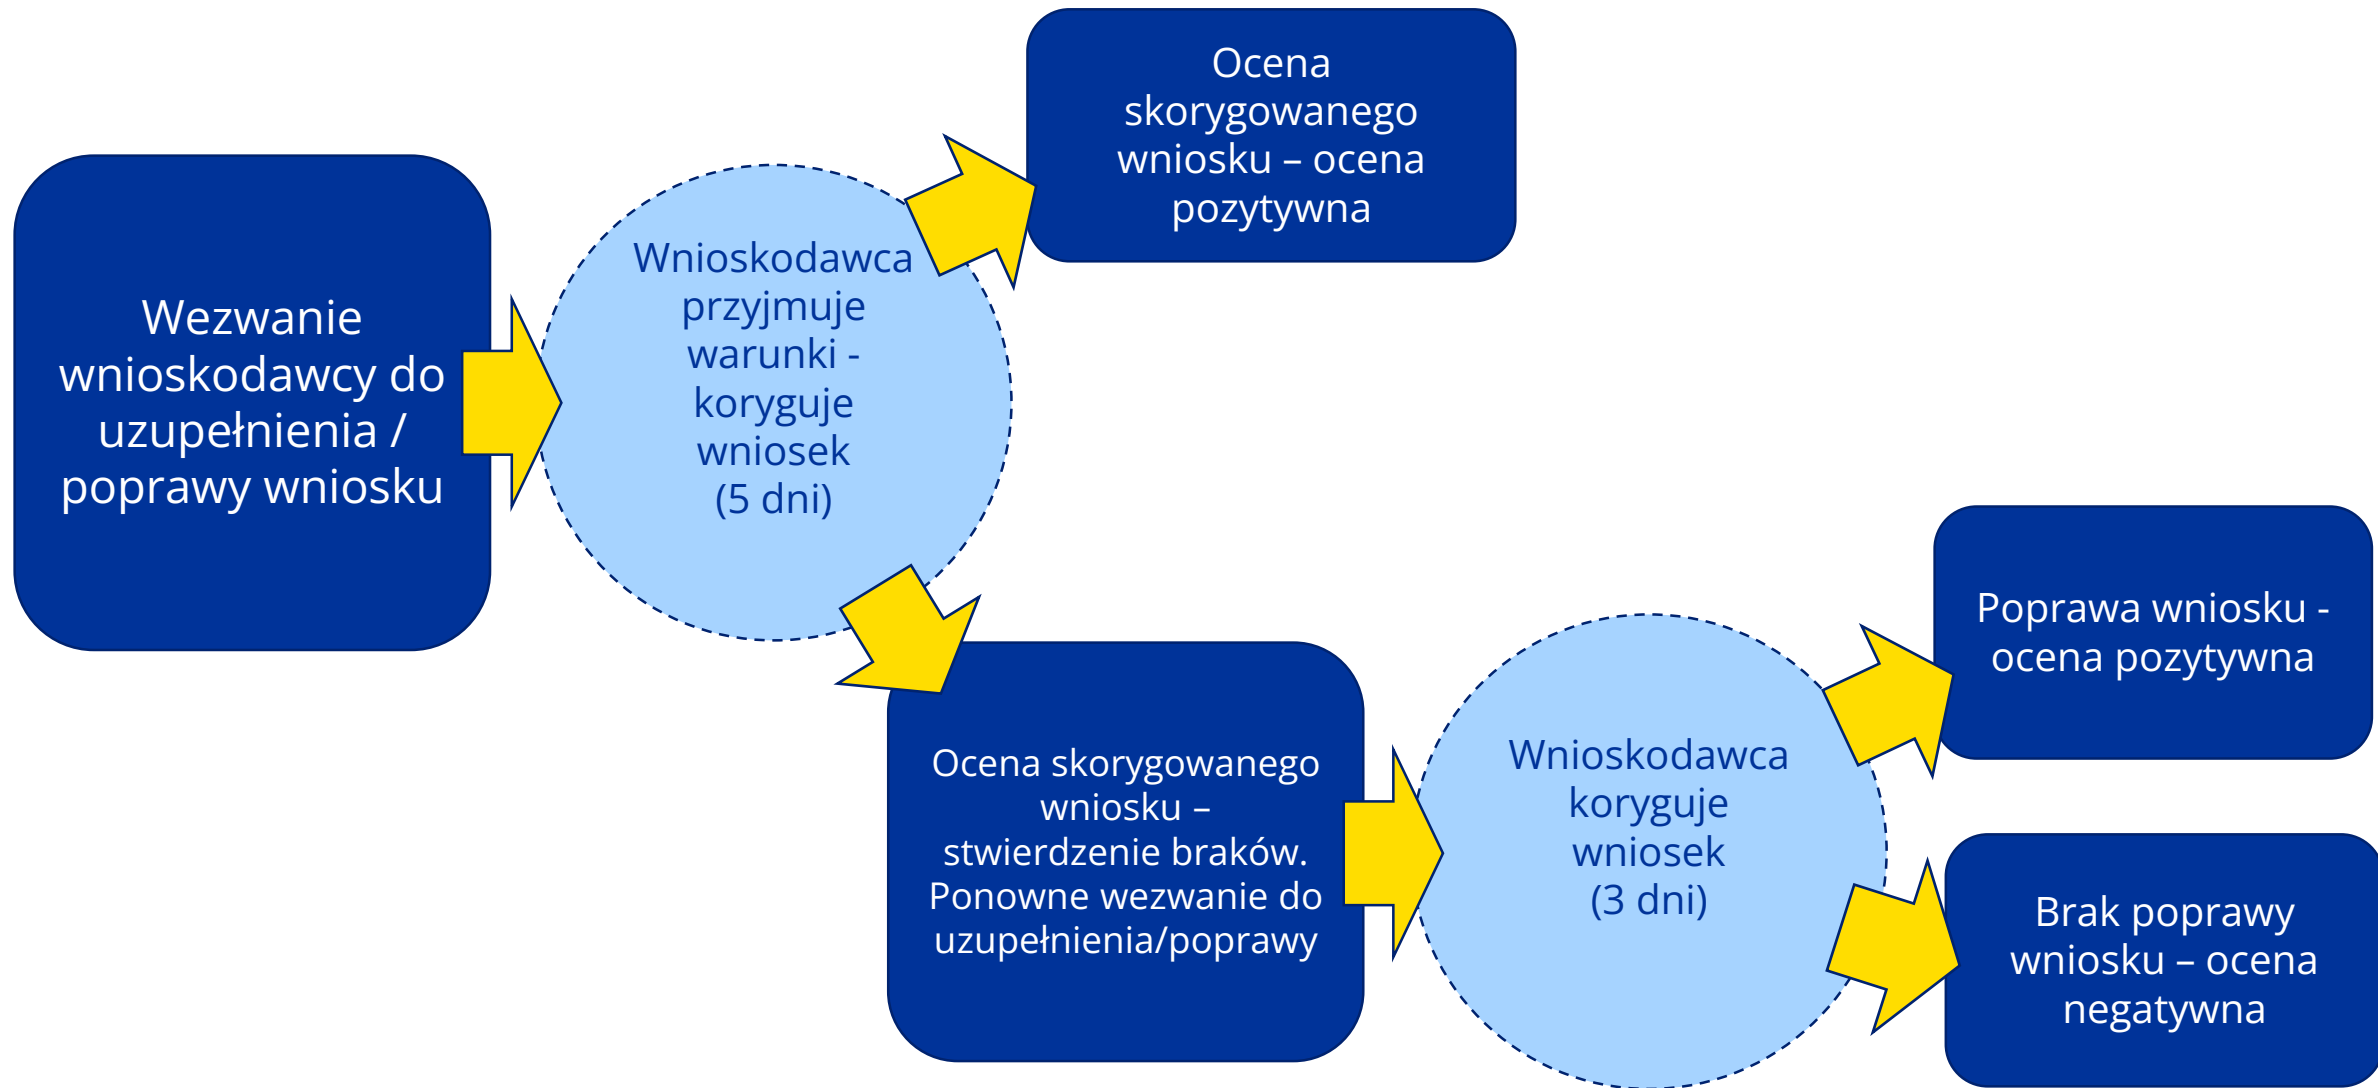 Wezwanie
wnioskodawcy do
uzupełnienia /
poprawy wniosku
Wnioskodawca
przyjmuje
warunki -
koryguje
wniosek
(5 dni)
Ocena
skorygowanego
wniosku – ocena
pozytywna
Ocena skorygowanego
wniosku –
stwierdzenie braków.
Ponowne wezwanie do
uzupełnienia/poprawy
Wnioskodawca
koryguje
wniosek
(3 dni)
Poprawa wniosku -
ocena pozytywna
Brak poprawy
wniosku – ocena
negatywna